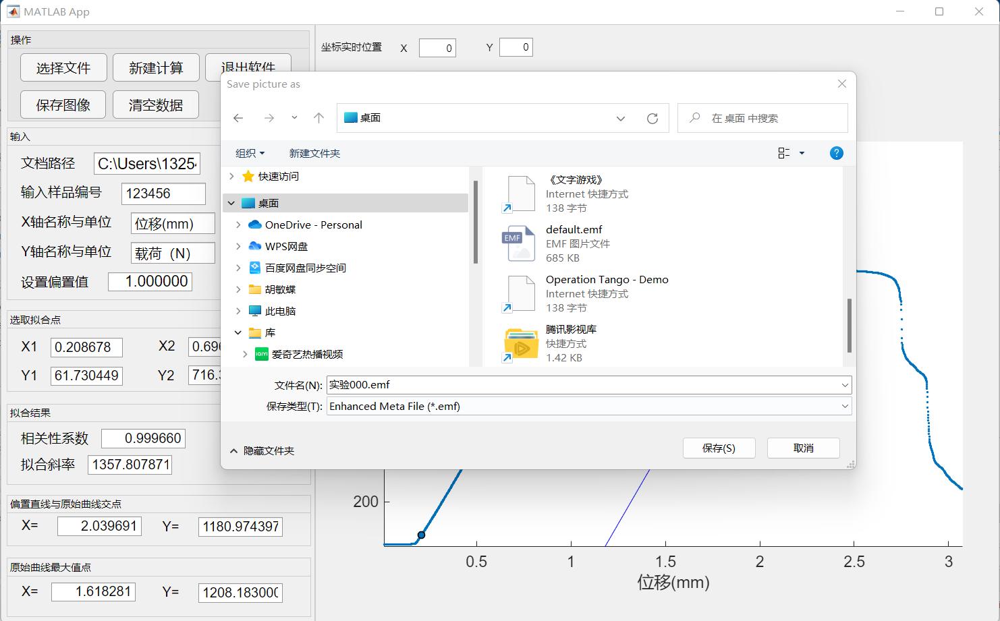 MATLAB App
操作
选择文件
新建计算
退出软件
保存图像
清空数据
坐标实时位置 X 0 Y 0
输入
文档路径 C:\Users\1325
输入样品编号 123456
X轴名称与单位 位移(mm)
Y轴名称与单位 载荷（N）
设置偏置值 1.000000
选取拟合点
X1 0.208678 X2 0.69
Y1 61.730449 Y2 716.
拟合结果
相关性系数 0.999660
拟合斜率 1357.807871
偏置直线与原始曲线交点
X= 2.039691 Y= 1180.974397
原始曲线最大值点
X= 1.618281 Y= 1208.183000
Save picture as
桌面
在 桌面 中搜索
组织
新建文件夹
?
快速访问
桌面
OneDrive - Personal
WPS网盘
百度网盘同步空间
胡敏蝶
此电脑
库
iQIYI
爱奇艺热播视频
《文字游戏》
Internet 快捷方式
138 字节
EMF
default.emf
EMF 图片文件
685 KB
Operation Tango - Demo
Internet 快捷方式
138 字节
腾讯影视库
快捷方式
1.42 KB
文件名(N): 实验000.emf
保存类型(T): Enhanced Meta File (*.emf)
隐藏文件夹
保存(S)
取消
200
0.5 1 1.5 2 2.5 3
位移(mm)